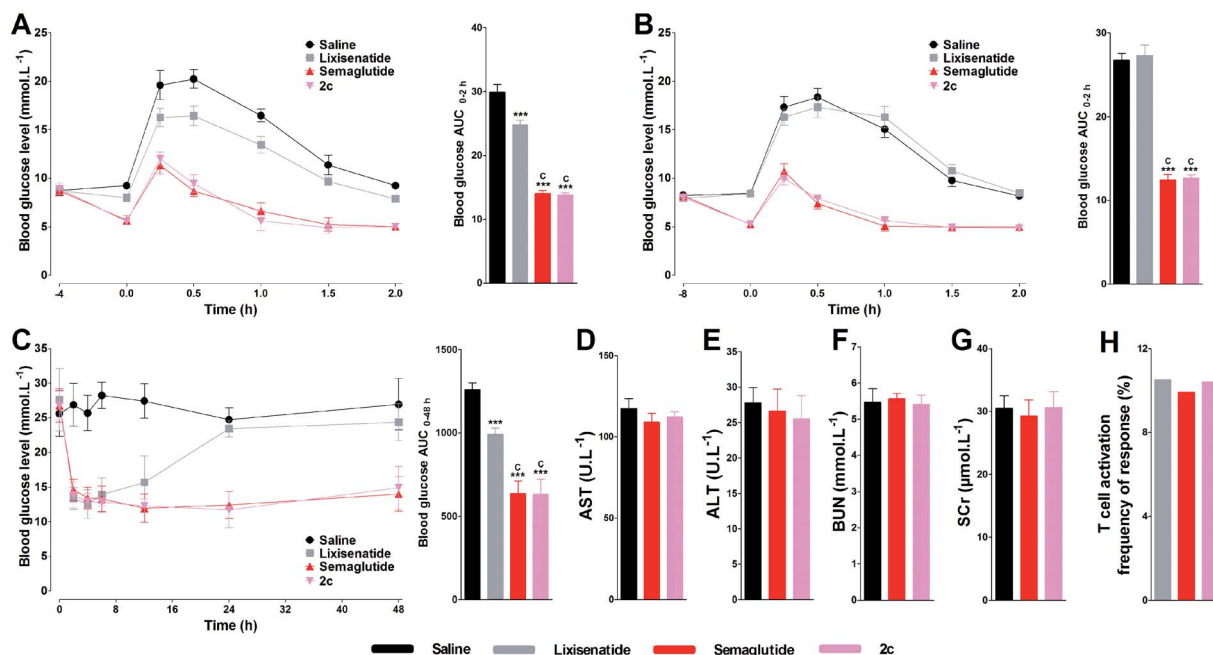 A
Blood glucose level (mmol.L-1)
25
20
15
10
5
0
-4
0.0
0.5
1.0
1.5
2.0
Time (h)
Saline
Lixisenatide
Semaglutide
2c
Blood glucose AUC 0-2 h
40
30
20
10
0
***
C
***
C
***
B
Blood glucose level (mmol.L-1)
25
20
15
10
5
0
-8
0.0
0.5
1.0
1.5
2.0
Time (h)
Saline
Lixisenatide
Semaglutide
2c
Blood glucose AUC 0-2 h
30
20
10
0
C
***
C
***
C
Blood glucose level (mmol.L-1)
35
30
25
20
15
10
5
0
0
8
16
24
32
40
48
Time (h)
Saline
Lixisenatide
Semaglutide
2c
Blood glucose AUC 0-48 h
1500
1000
500
0
***
C
***
C
***
D
AST (U.L-1)
150
100
50
0
E
ALT (U.L-1)
35
30
25
20
15
10
5
0
F
BUN (mmol.L-1)
7
6
5
4
3
2
1
0
G
SCr (μmol.L-1)
40
30
20
10
0
H
T cell activation
frequency of response (%)
12
8
4
0
Saline
Lixisenatide
Semaglutide
2c